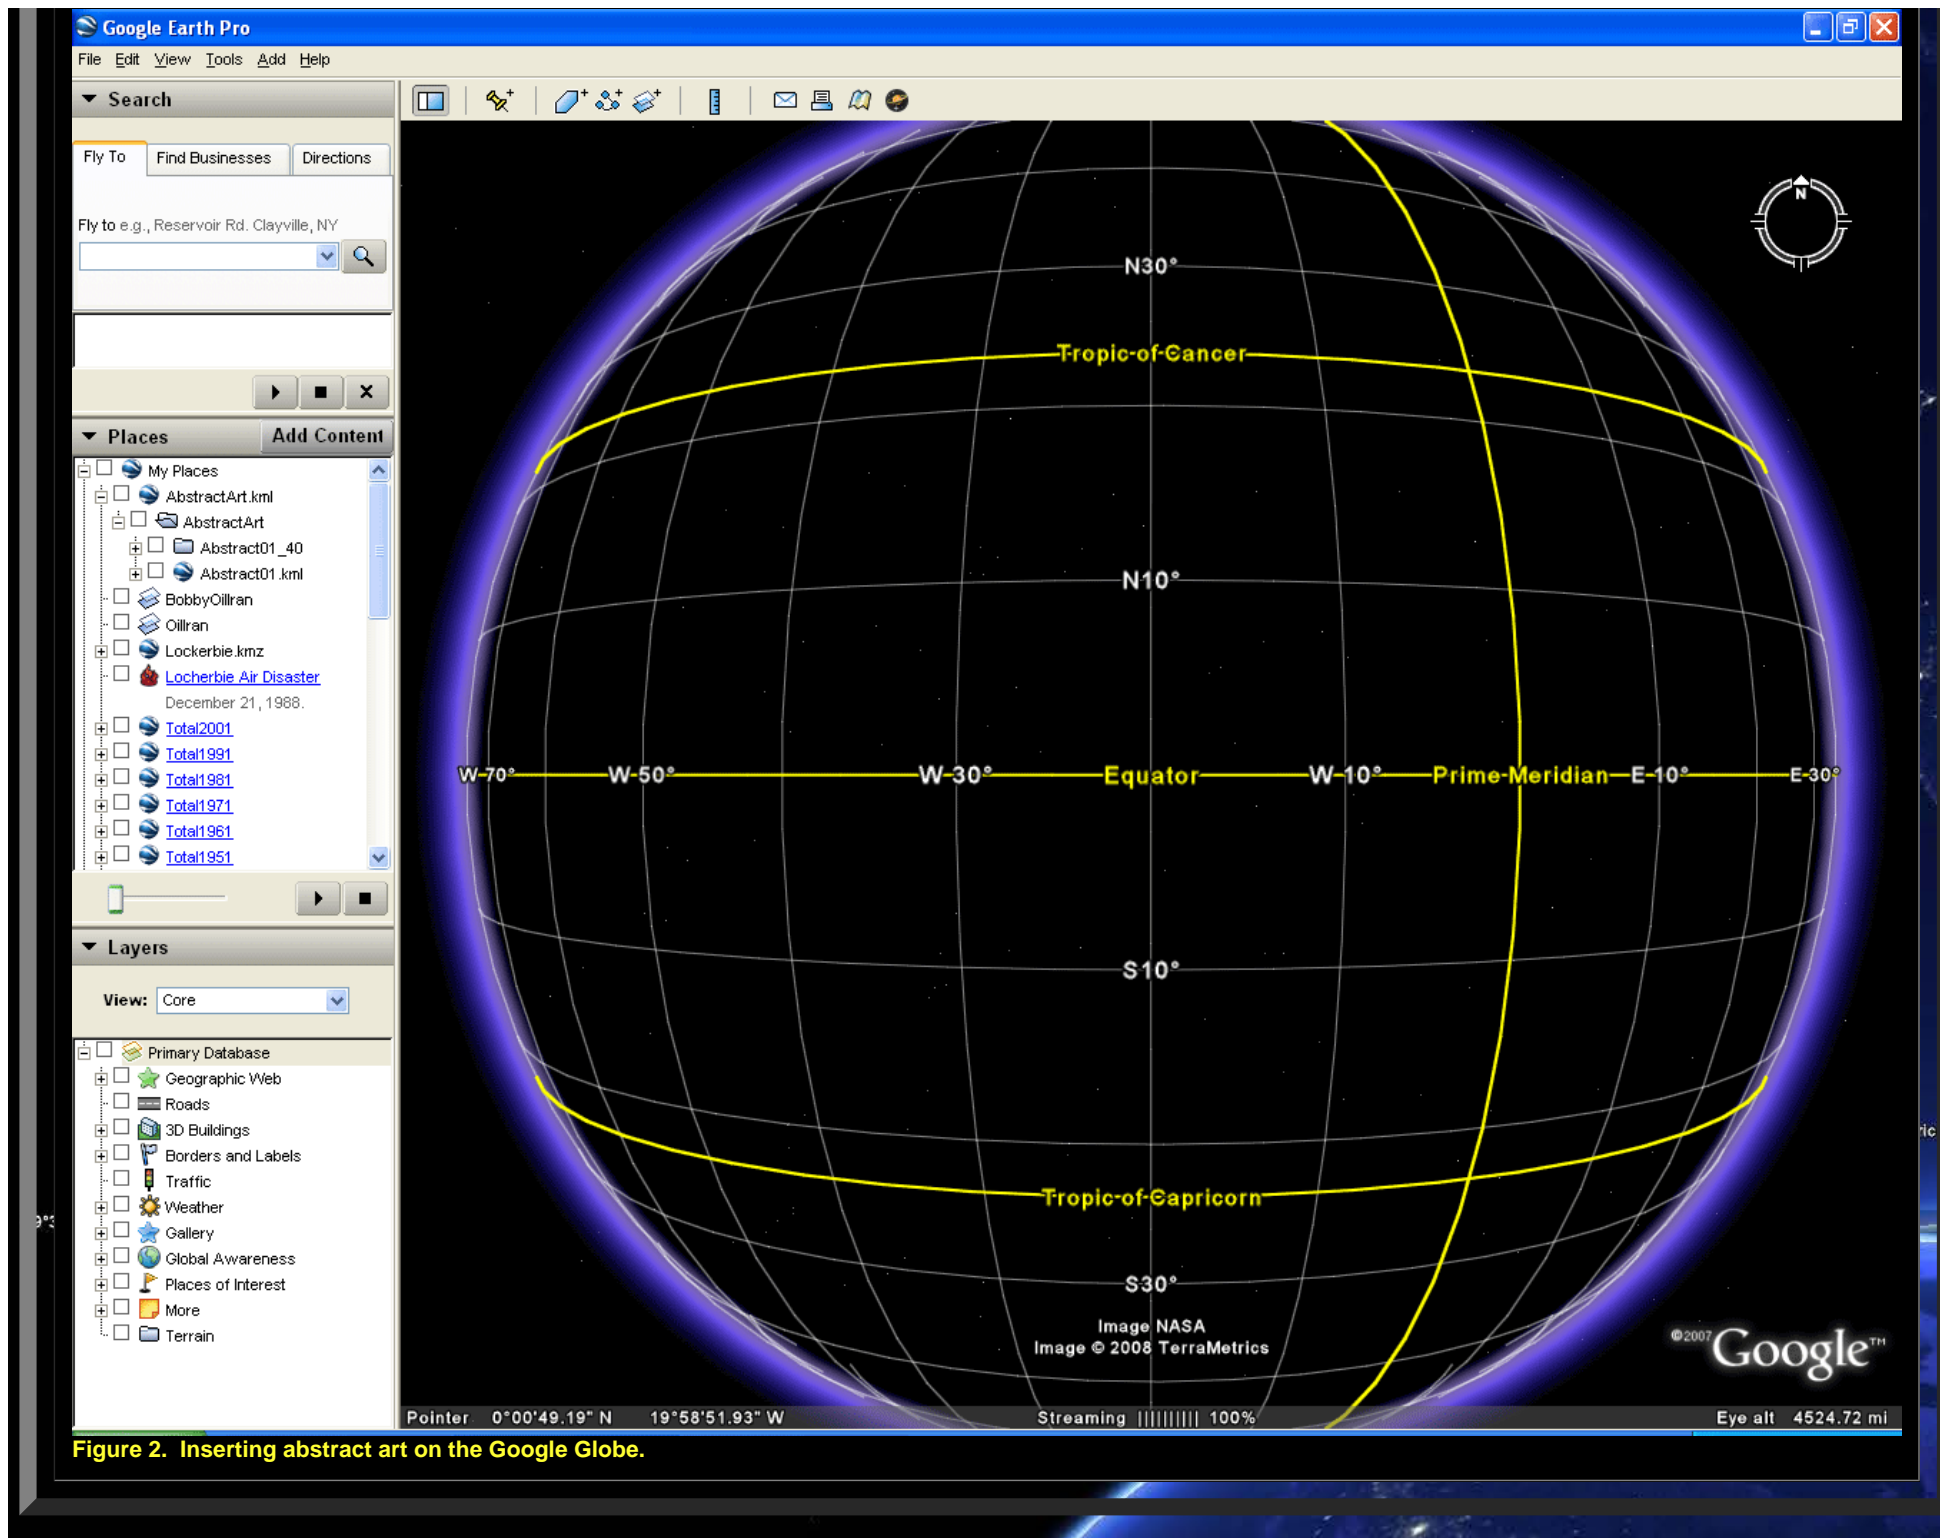 Google Earth Pro
File Edit View Tools Add Help
Search
Fly To Find Businesses Directions
Fly to e.g., Reservoir Rd. Clayville, NY
Places Add Content
My Places
AbstractArt.kml
AbstractArt
Abstract01_40
Abstract01.kml
BobbyOillran
Oillran
Lockerbie.kmz
Locherbie Air Disaster
December 21, 1988.
Total2001
Total1991
Total1981
Total1971
Total1961
Total1951
Layers
View: Core
Primary Database
Geographic Web
Roads
3D Buildings
Borders and Labels
Traffic
Weather
Gallery
Global Awareness
Places of Interest
More
Terrain
N
N30°
Tropic-of-Cancer
N10°
W-70° W-50° W-30° Equator W-10° Prime-Meridian E-10° E-30°
S10°
Tropic-of-Capricorn
S30°
Image NASA
Image © 2008 TerraMetrics
©2007 Google™
Pointer 0°00'49.19" N 19°58'51.93" W Streaming |||||||||| 100% Eye alt 4524.72 mi
Figure 2. Inserting abstract art on the Google Globe.